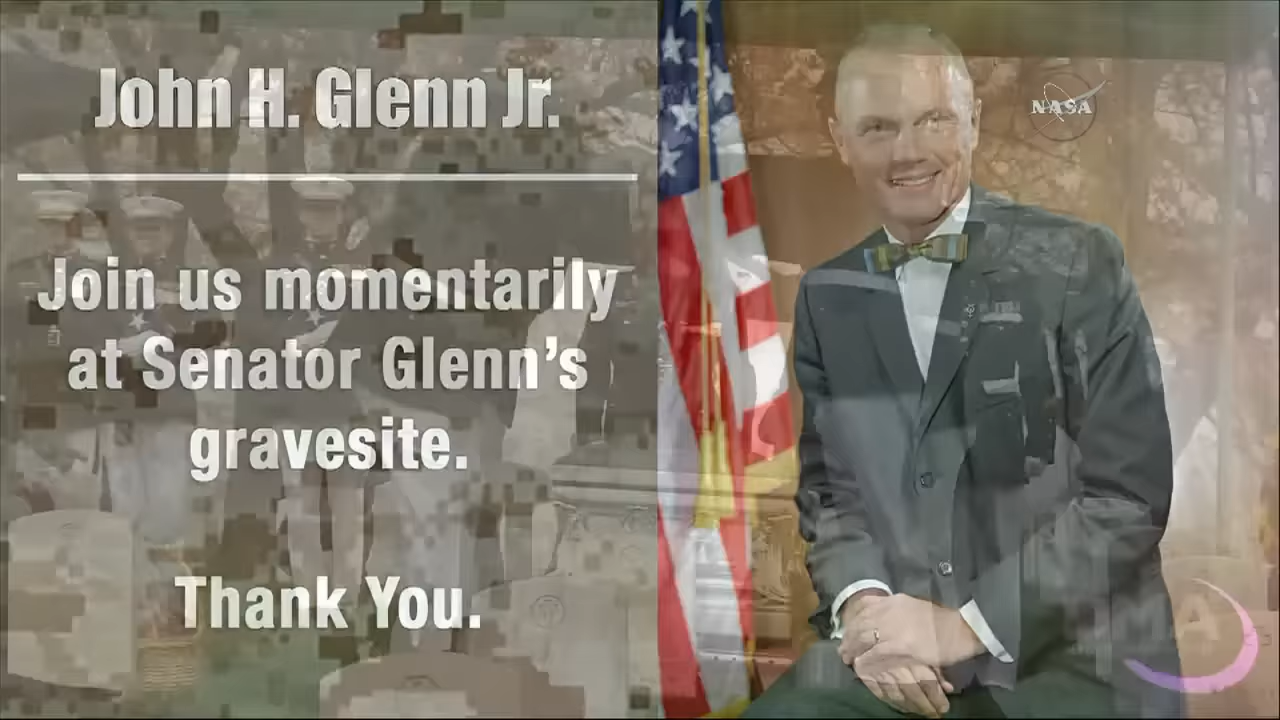 John H. Glenn Jr.
NASA
Join us momentarily
at Senator Glenn's
gravesite.
Thank You.